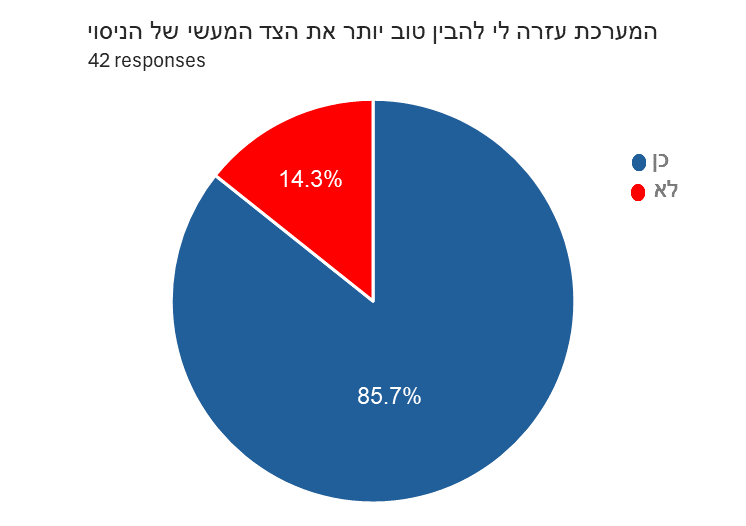 המערכת עזרה לי להבין טוב יותר את הצד המעשי של הניסוי
42 responses
כן
לא
14.3%
85.7%